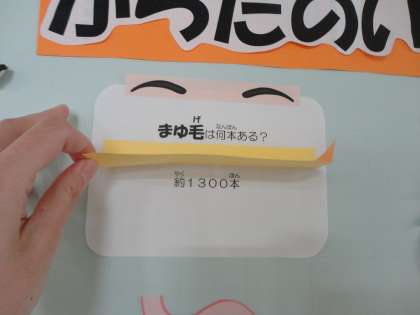 からだのい
まゆ毛は何本ある？
約１３００本